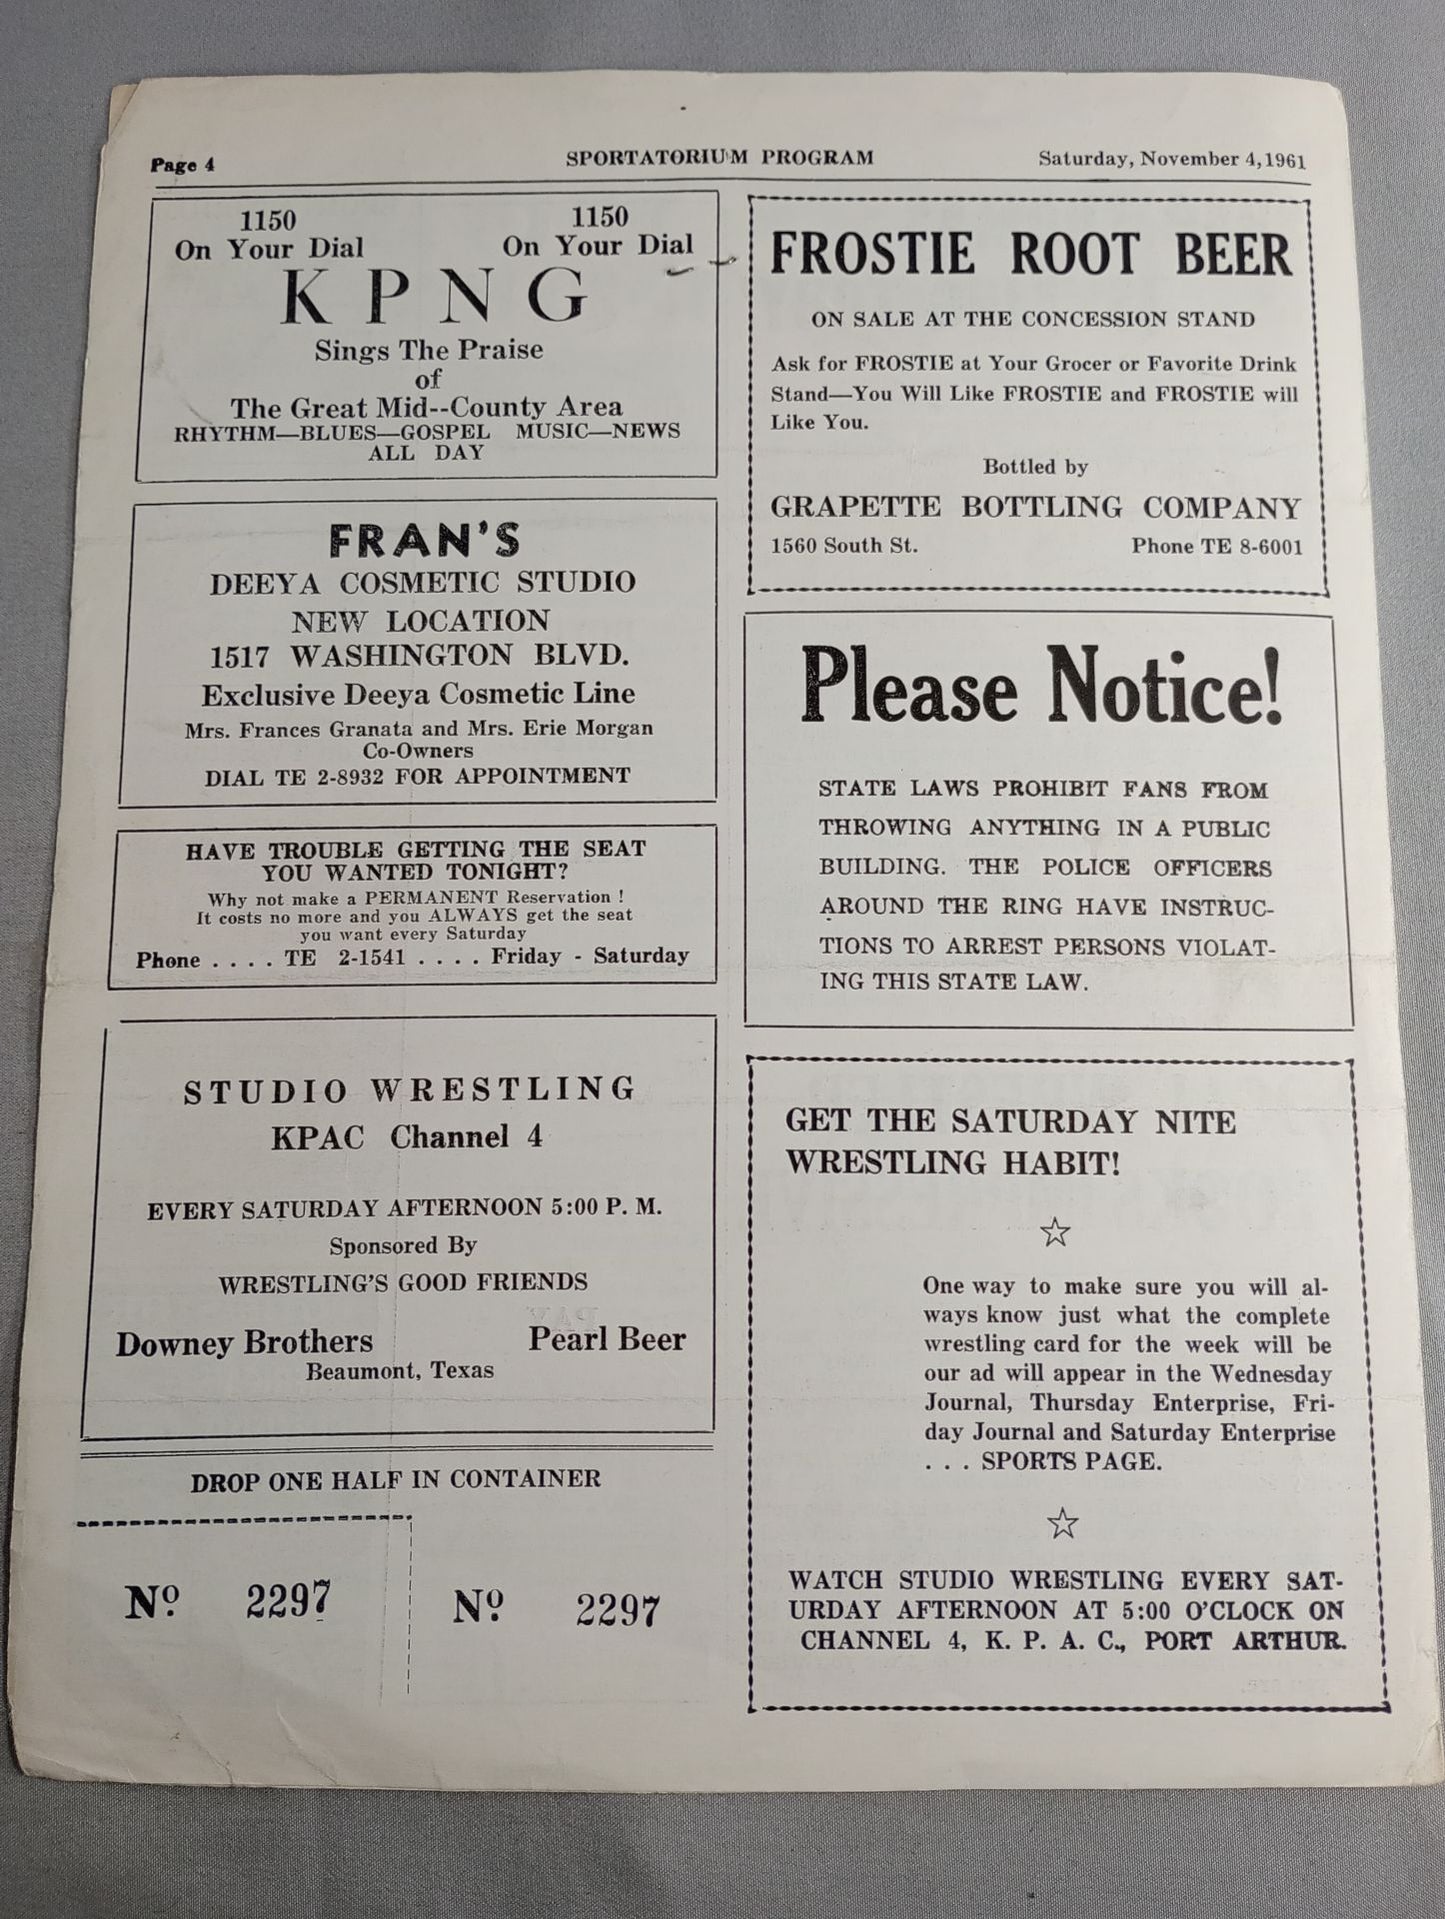 Page 4
SPORTATORIUM PROGRAM
Saturday, November 4, 1961
1150
On Your Dial
1150
On Your Dial
KPNG
Sings The Praise
of
The Great Mid--County Area
RHYTHM—BLUES—GOSPEL MUSIC—NEWS
ALL DAY
FRAN'S
DEEYA COSMETIC STUDIO
NEW LOCATION
1517 WASHINGTON BLVD.
Exclusive Deeya Cosmetic Line
Mrs. Frances Granata and Mrs. Erie Morgan
Co-Owners
DIAL TE 2-8932 FOR APPOINTMENT
HAVE TROUBLE GETTING THE SEAT
YOU WANTED TONIGHT?
Why not make a PERMANENT Reservation !
It costs no more and you ALWAYS get the seat
you want every Saturday
Phone . . . . TE 2-1541 . . . . Friday - Saturday
STUDIO WRESTLING
KPAC Channel 4
EVERY SATURDAY AFTERNOON 5:00 P. M.
Sponsored By
WRESTLING'S GOOD FRIENDS
Downey Brothers Pearl Beer
Beaumont, Texas
DROP ONE HALF IN CONTAINER
Nº 2297
Nº 2297
FROSTIE ROOT BEER
ON SALE AT THE CONCESSION STAND
Ask for FROSTIE at Your Grocer or Favorite Drink
Stand—You Will Like FROSTIE and FROSTIE will
Like You.
Bottled by
GRAPETTE BOTTLING COMPANY
1560 South St. Phone TE 8-6001
Please Notice!
STATE LAWS PROHIBIT FANS FROM
THROWING ANYTHING IN A PUBLIC
BUILDING. THE POLICE OFFICERS
AROUND THE RING HAVE INSTRUC-
TIONS TO ARREST PERSONS VIOLAT-
ING THIS STATE LAW.
GET THE SATURDAY NITE
WRESTLING HABIT!
One way to make sure you will al-
ways know just what the complete
wrestling card for the week will be
our ad will appear in the Wednesday
Journal, Thursday Enterprise, Fri-
day Journal and Saturday Enterprise
. . . SPORTS PAGE.
WATCH STUDIO WRESTLING EVERY SAT-
URDAY AFTERNOON AT 5:00 O'CLOCK ON
CHANNEL 4, K. P. A. C., PORT ARTHUR.